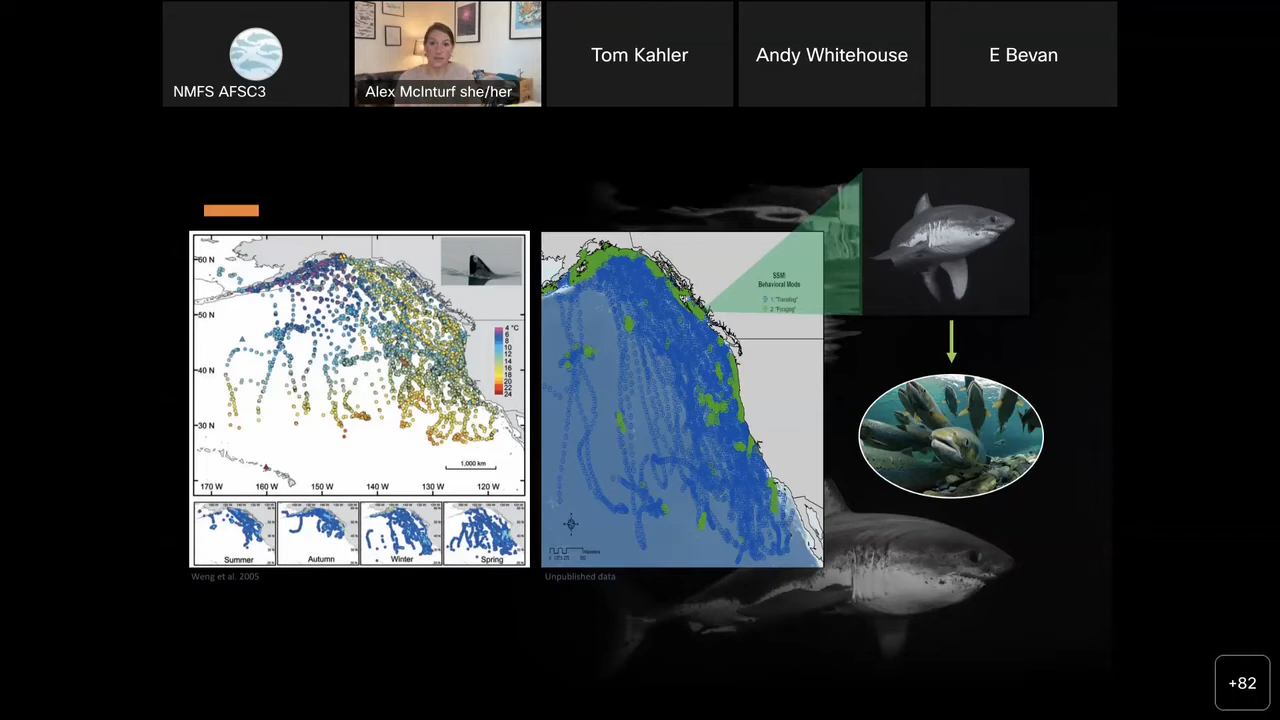 NMFS AFSC3
Alex McInturf she/her
Tom Kahler
Andy Whitehouse
E Bevan
60 N
50 N
40 N
30 N
170 W
160 W
150 W
140 W
130 W
120 W
4 °C
6
8
10
12
14
16
18
20
22
24
1,000 km
Summer
Autumn
Winter
Spring
Weng et al. 2005
SSM
Behavioral Mode
1: "Transiting"
2: "Foraging"
Unpublished data
+82